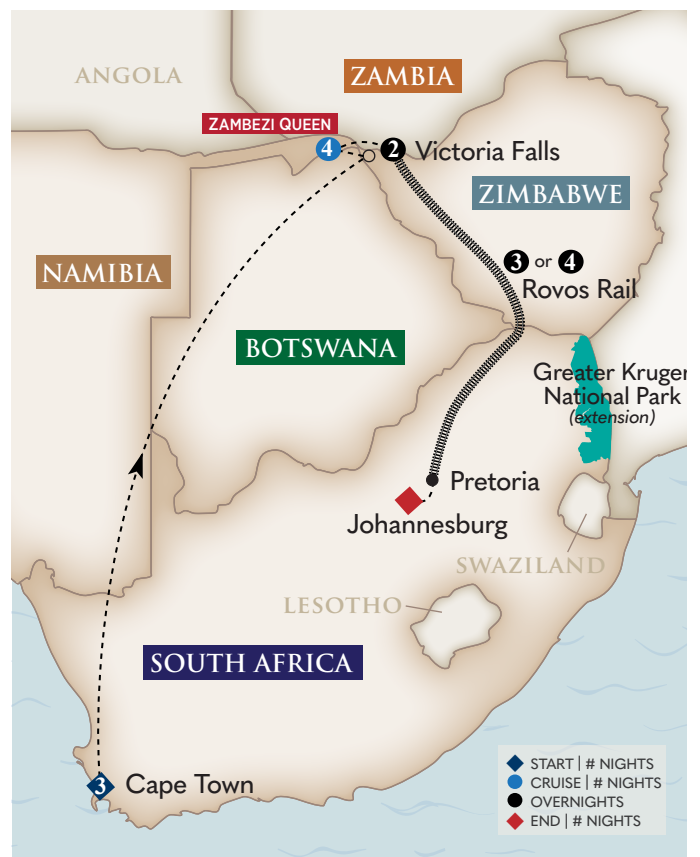 ANGOLA
ZAMBIA
ZAMBEZI QUEEN
4
2 Victoria Falls
ZIMBABWE
NAMIBIA
3 or 4
Rovos Rail
BOTSWANA
Greater Kruger
National Park
(extension)
Pretoria
Johannesburg
SWAZILAND
LESOTHO
SOUTH AFRICA
3 Cape Town
START | # NIGHTS
CRUISE | # NIGHTS
OVERNIGHTS
END | # NIGHTS